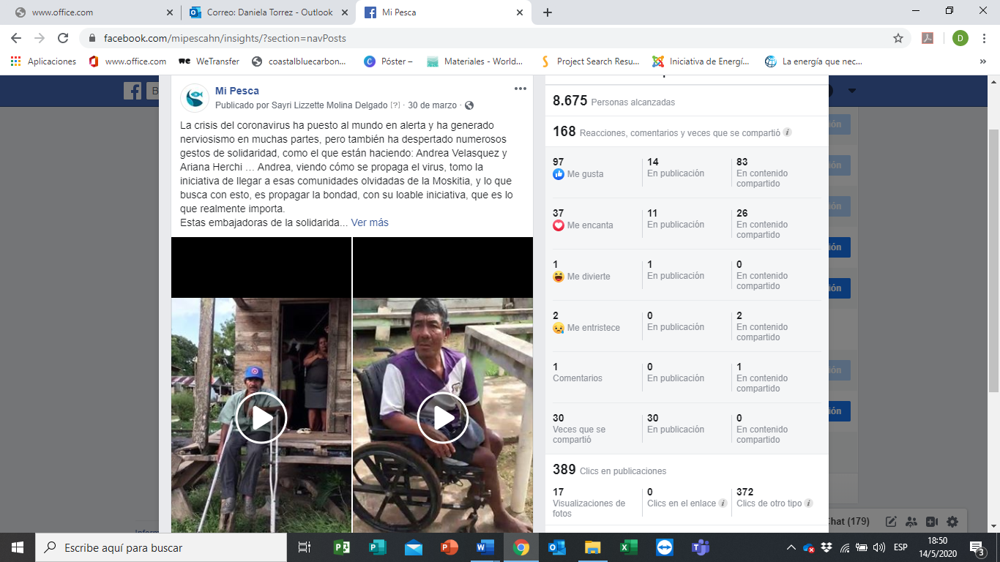 www.office.com
Correo: Daniela Torrez - Outlook
Mi Pesca
facebook.com/mipescahn/insights/?section=navPosts
D
Aplicaciones
www.office.com
WeTransfer
coastalbluecarbon...
Póster –
Materiales - World...
Project Search Resu...
Iniciativa de Energí...
La energía que nec...
»
Mi Pesca
Publicado por Sayri Lizzette Molina Delgado [?] · 30 de marzo ·
La crisis del coronavirus ha puesto al mundo en alerta y ha generado
nerviosismo en muchas partes, pero también ha despertado numerosos
gestos de solidaridad, como el que están haciendo: Andrea Velasquez y
Ariana Herchi … Andrea, viendo cómo se propaga el virus, tomo la
iniciativa de llegar a esas comunidades olvidadas de la Moskitia, y lo que
busca con esto, es propagar la bondad, con su loable iniciativa, que es lo
que realmente importa.
Estas embajadoras de la solidarida... Ver más
8.675 Personas alcanzadas
168 Reacciones, comentarios y veces que se compartió
97
Me gusta
14
En publicación
83
En contenido
compartido
37
Me encanta
11
En publicación
26
En contenido
compartido
1
Me divierte
1
En publicación
0
En contenido
compartido
2
Me entristece
0
En publicación
2
En contenido
compartido
1
Comentarios
0
En publicación
1
En contenido
compartido
30
Veces que se
compartió
30
En publicación
0
En contenido
compartido
389 Clics en publicaciones
17
Visualizaciones de
fotos
0
Clics en el enlace
372
Clics de otro tipo
ión
ión
ión
ión
ión
ión
ión
Chat (179)
Escribe aquí para buscar
ESP
18:50
14/5/2020
3